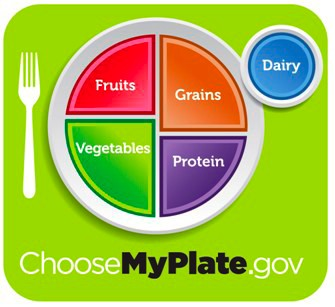 Fruits
Grains
Dairy
Vegetables
Protein
ChooseMyPlate.gov